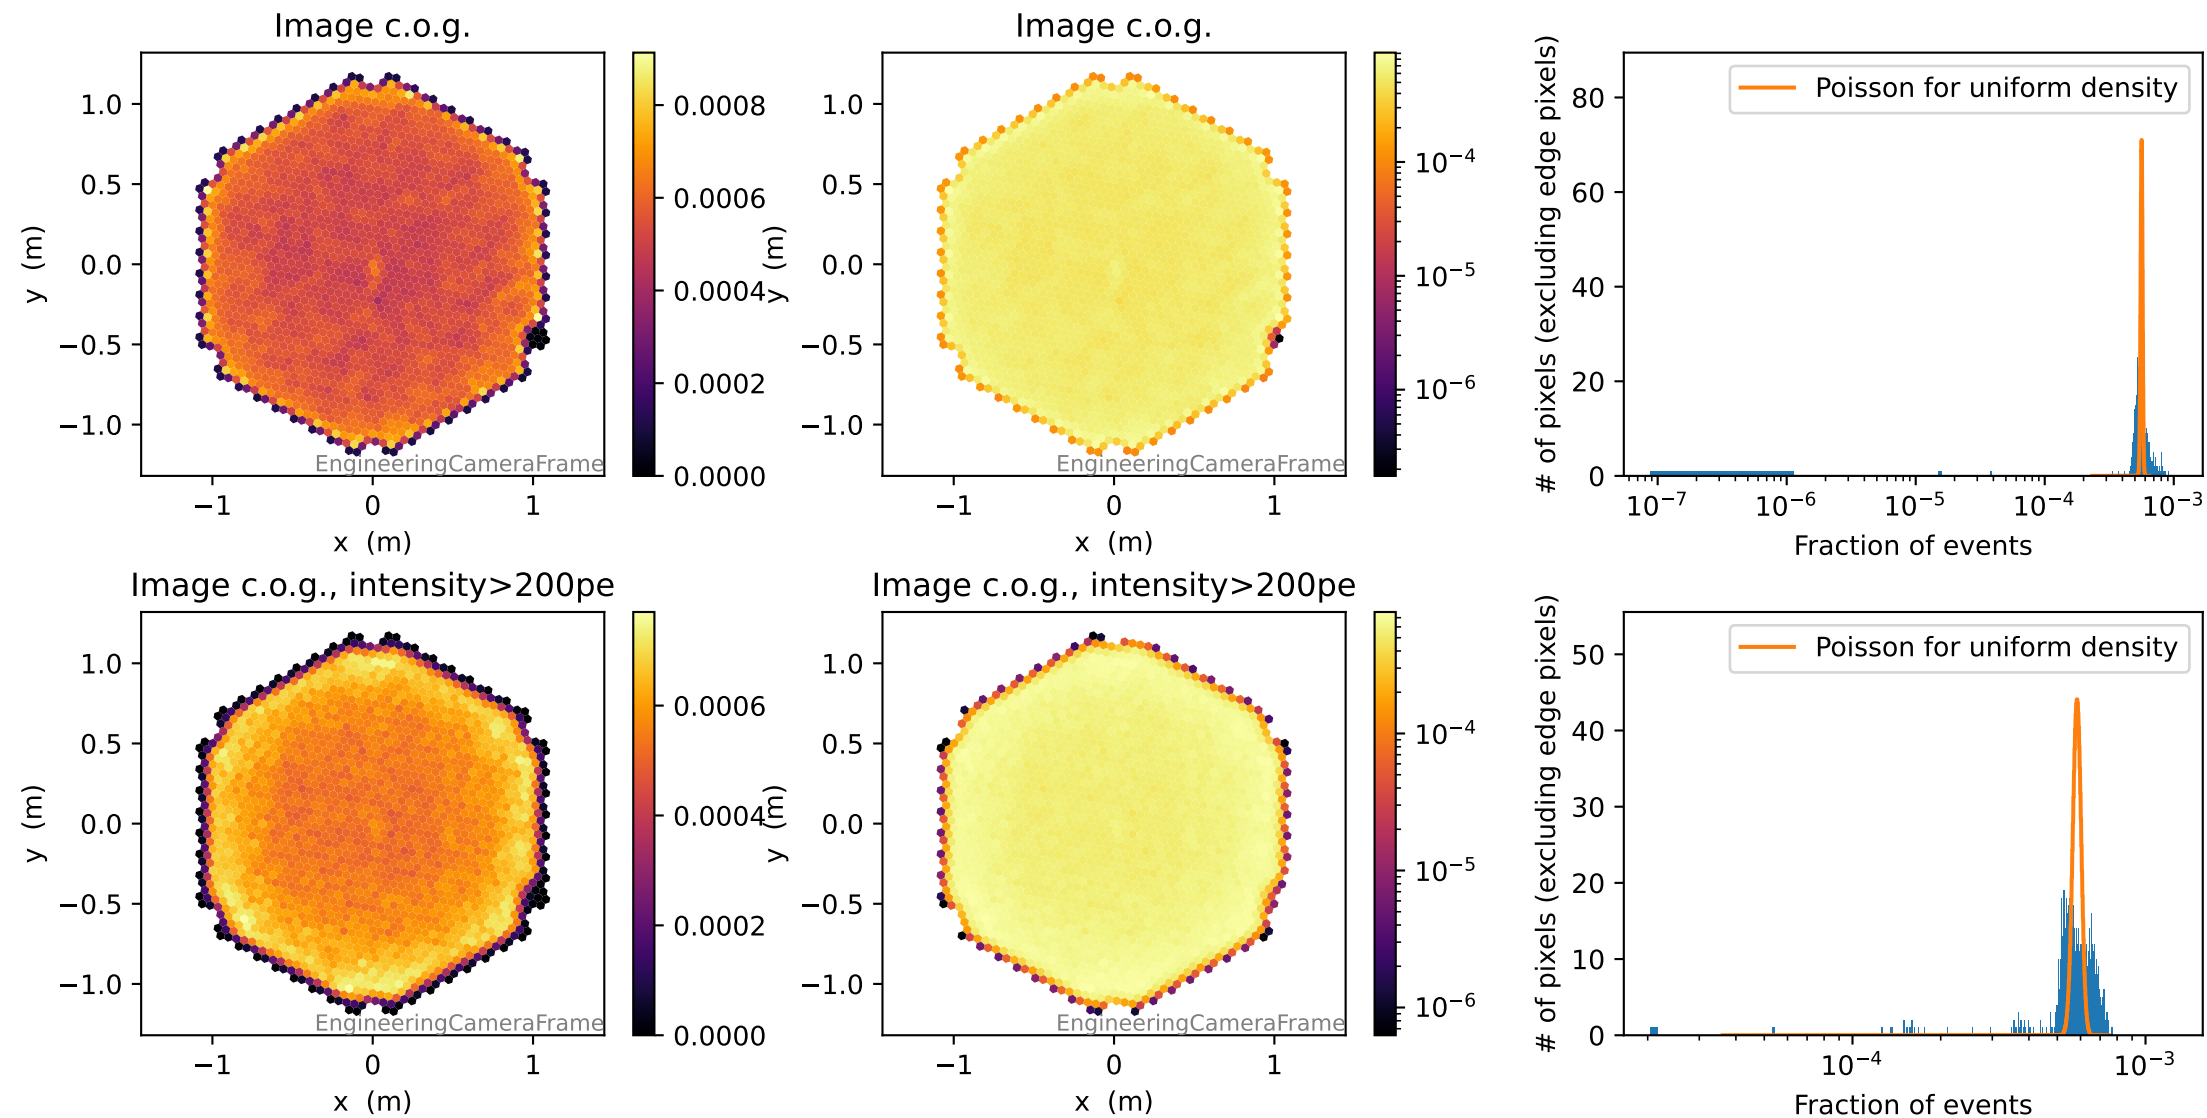 Image c.o.g.
1.0
0.5
0.0
−0.5
−1.0
y (m)
−1
0
1
x (m)
EngineeringCameraFrame
0.0008
0.0006
0.0004
0.0002
0.0000
Image c.o.g.
1.0
0.5
0.0
−0.5
−1.0
y (m)
−1
0
1
x (m)
EngineeringCameraFrame
10⁻⁴
10⁻⁵
10⁻⁶
Poisson for uniform density
# of pixels (excluding edge pixels)
80
60
40
20
0
10⁻⁷
10⁻⁶
10⁻⁵
10⁻⁴
10⁻³
Fraction of events
Image c.o.g., intensity>200pe
1.0
0.5
0.0
−0.5
−1.0
y (m)
−1
0
1
x (m)
EngineeringCameraFrame
0.0006
0.0004
0.0002
0.0000
Image c.o.g., intensity>200pe
1.0
0.5
0.0
−0.5
−1.0
y (m)
−1
0
1
x (m)
EngineeringCameraFrame
10⁻⁴
10⁻⁵
10⁻⁶
Poisson for uniform density
# of pixels (excluding edge pixels)
50
40
30
20
10
0
10⁻⁴
10⁻³
Fraction of events